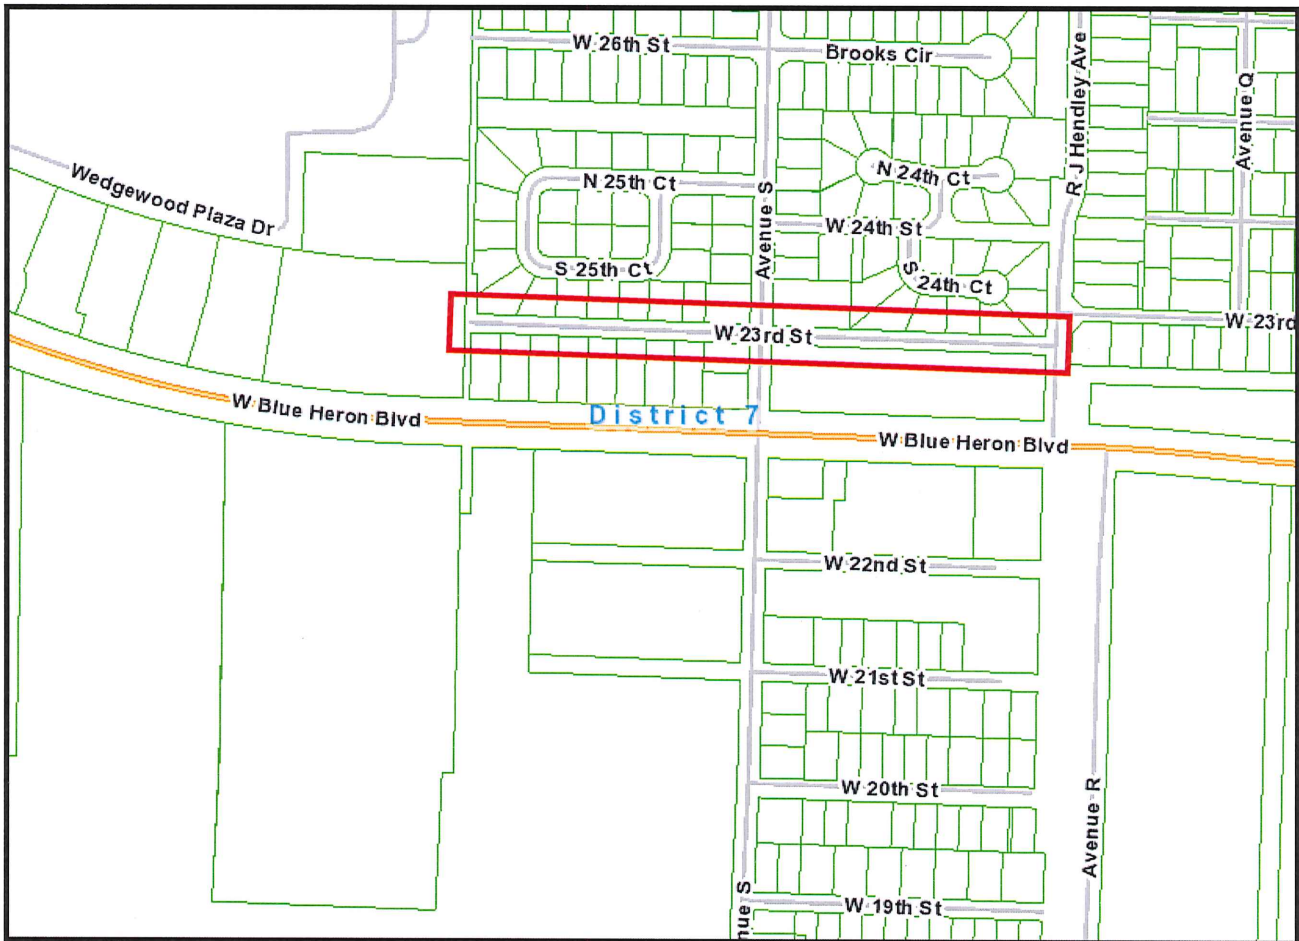 W 26th St
Brooks Cir
R J Hendley Ave
Avenue Q
Wedgewood Plaza Dr
N 25th Ct
Avenue S
N 24th Ct
W 24th St
S 25th Ct
S 24th Ct
W 23rd St
W 23rd
W Blue Heron Blvd
District 7
W Blue Heron Blvd
W 22nd St
W 21st St
W 20th St
Avenue R
nue S
W 19th St